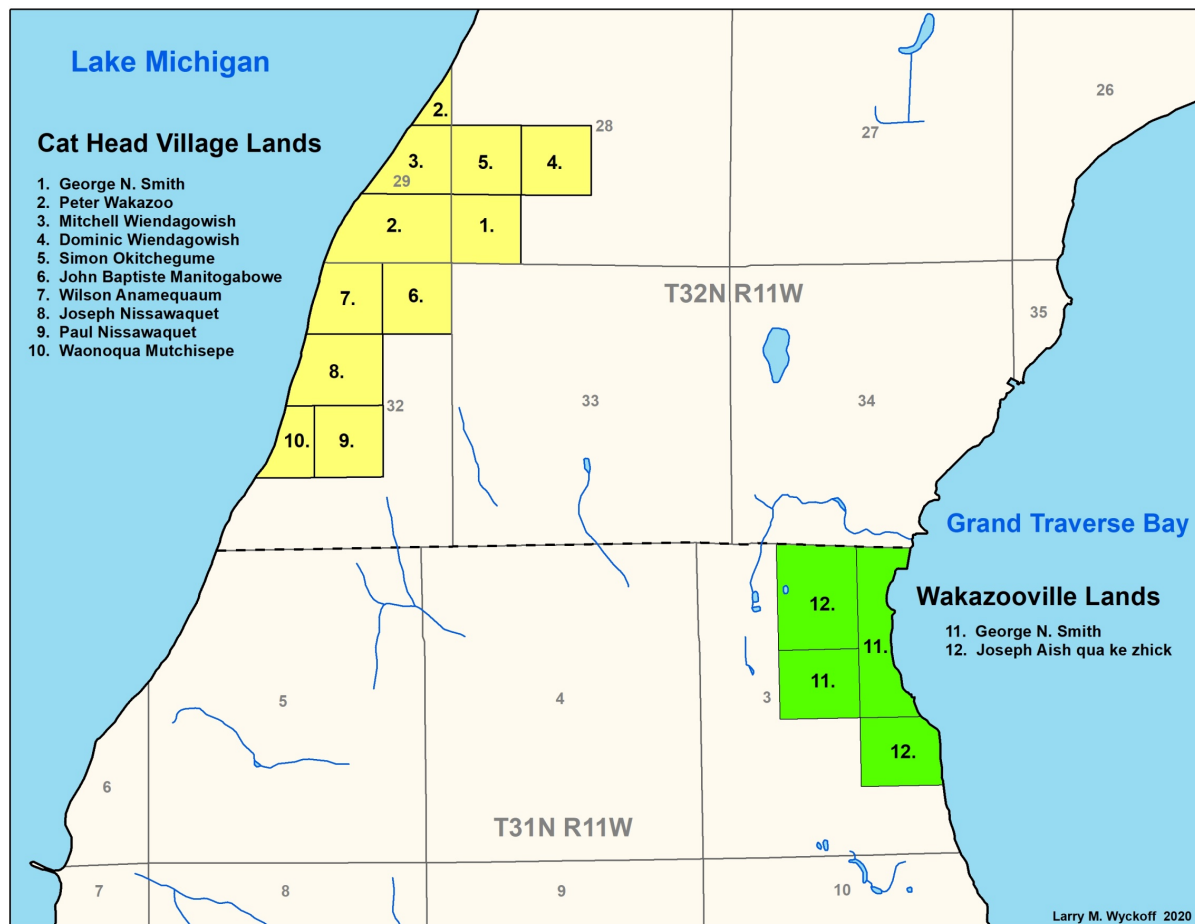 Lake Michigan
Cat Head Village Lands
1. George N. Smith
2. Peter Wakazoo
3. Mitchell Wiendagowish
4. Dominic Wiendagowish
5. Simon Okitchegume
6. John Baptiste Manitogabowe
7. Wilson Anamequaum
8. Joseph Nissawaquet
9. Paul Nissawaquet
10. Waonoqua Mutchisepe
26
2.
28
27
3.
5.
4.
29
2.
1.
7.
6.
T32N R11W
35
8.
32
33
34
10.
9.
Grand Traverse Bay
Wakazooville Lands
11. George N. Smith
12. Joseph Aish qua ke zhick
12.
11.
11.
5
4
3
12.
6
T31N R11W
7
8
9
10
Larry M. Wyckoff 2020